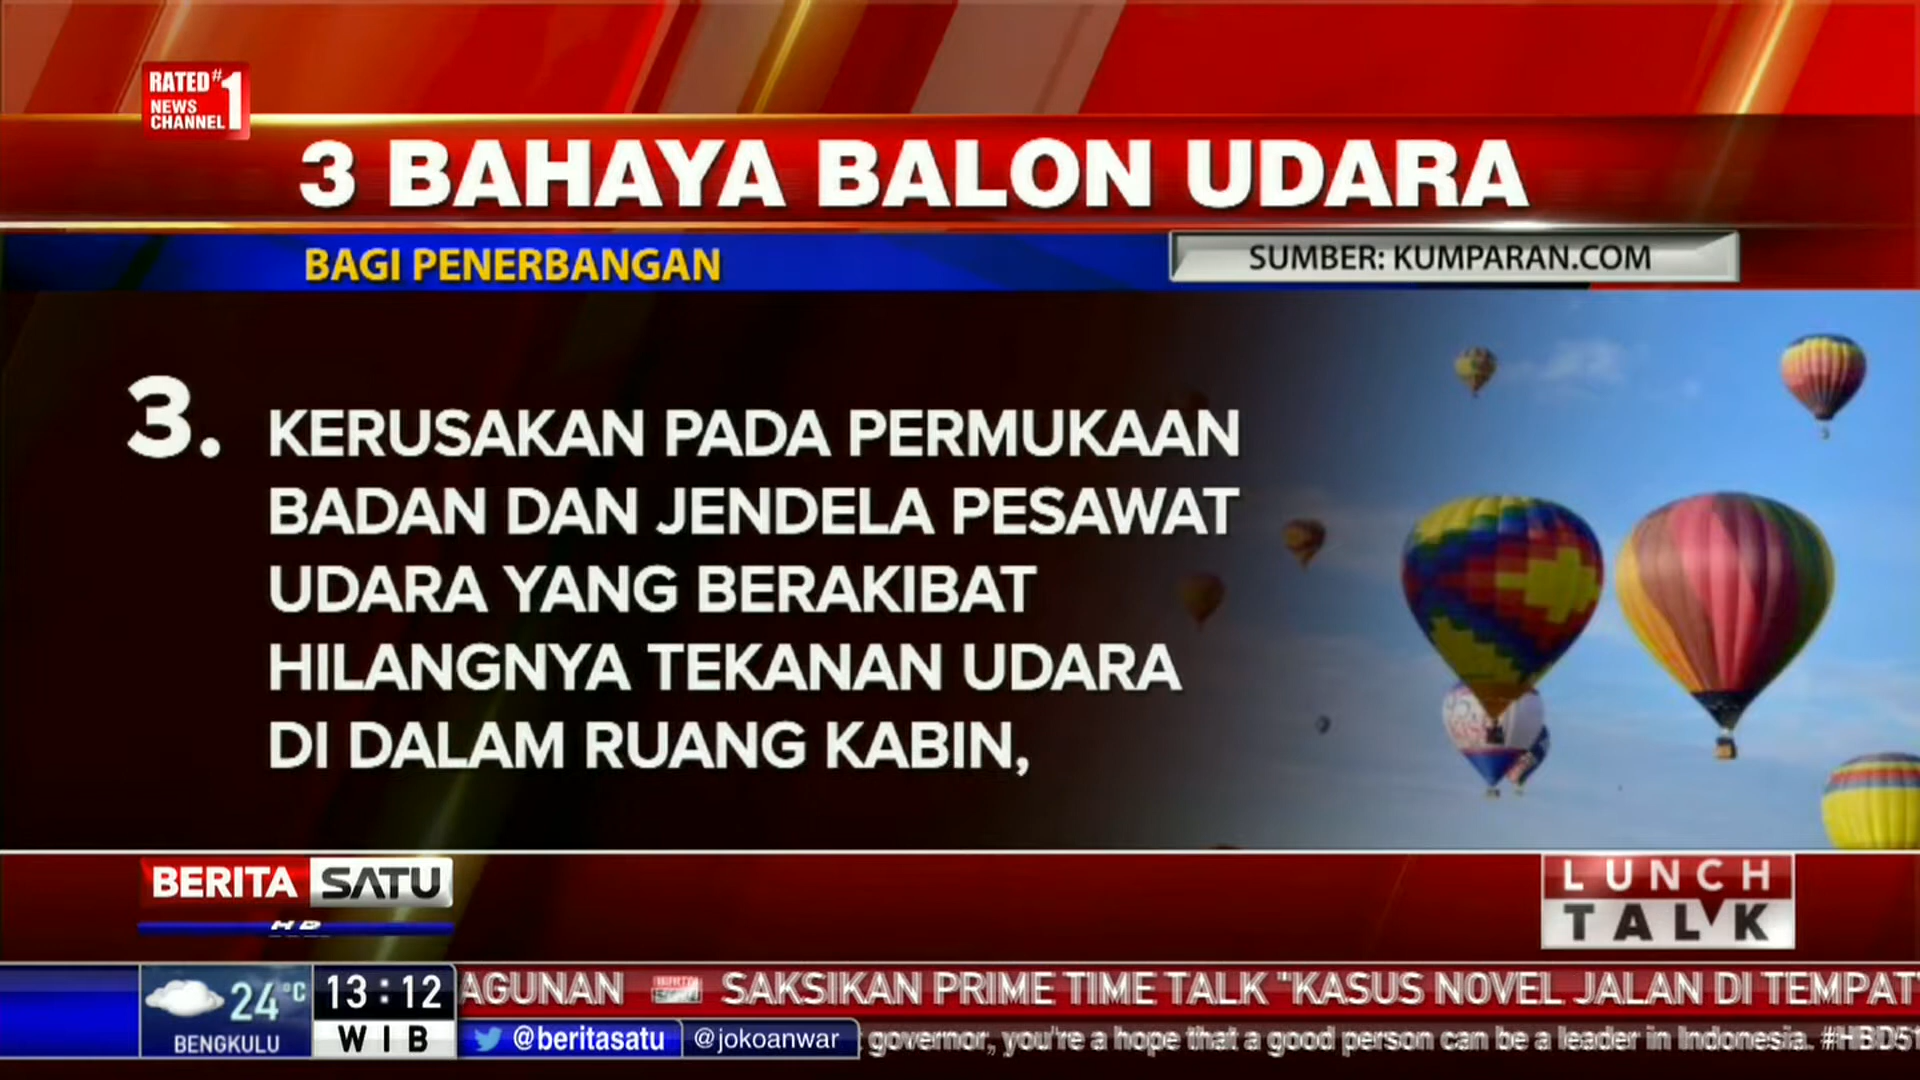 RATED #1
NEWS
CHANNEL
3 BAHAYA BALON UDARA
BAGI PENERBANGAN
SUMBER: KUMPARAN.COM
3. KERUSAKAN PADA PERMUKAAN
BADAN DAN JENDELA PESAWAT
UDARA YANG BERAKIBAT
HILANGNYA TEKANAN UDARA
DI DALAM RUANG KABIN,
BERITA SATU
LUNCH
TALK
24°C
BENGKULU
13:12
WIB
AGUNAN SAKSIKAN PRIME TIME TALK "KASUS NOVEL JALAN DI TEMPAT
@beritasatu @jokoanwar governor, you're a hope that a good person can be a leader in Indonesia. #HBD51